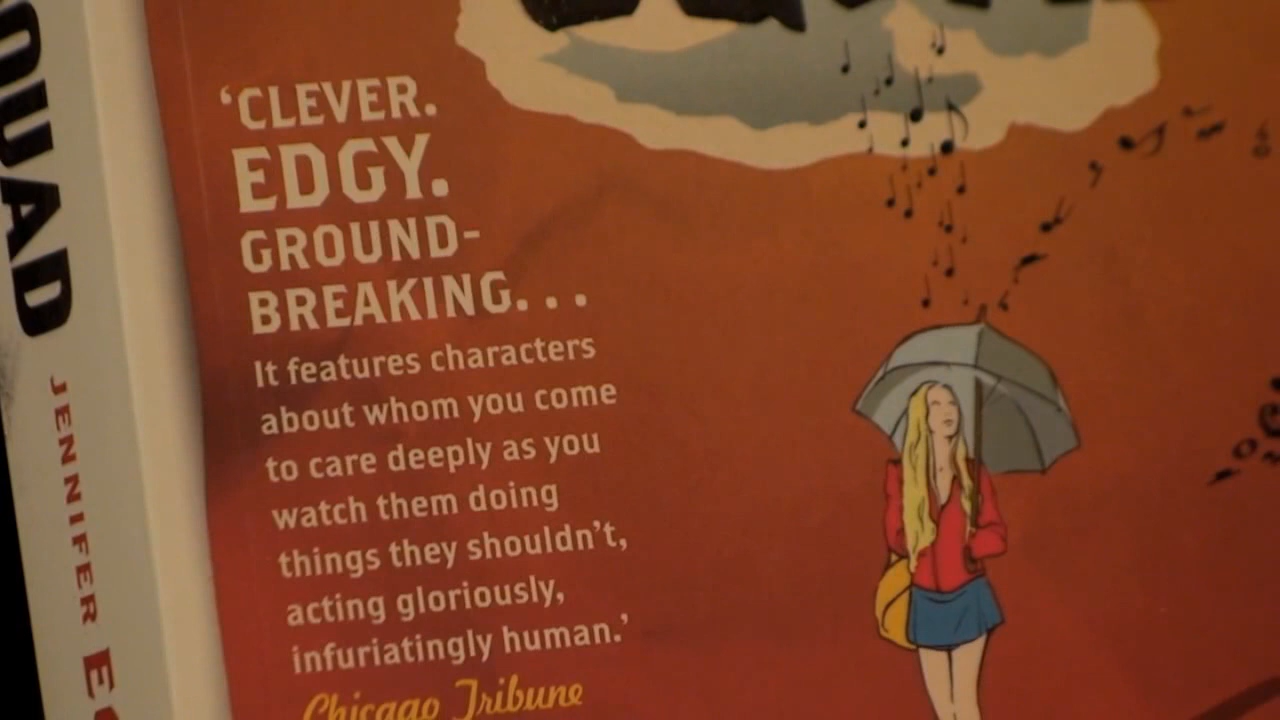 QUAD
JENNIFER
‘CLEVER.
EDGY.
GROUND-
BREAKING...
It features characters
about whom you come
to care deeply as you
watch them doing
things they shouldn’t,
acting gloriously,
infuriatingly human.’
Chicago Tribune